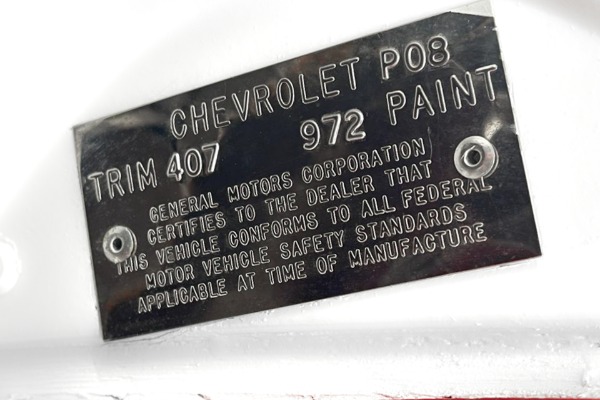 CHEVROLET P08
TRIM 407 972 PAINT
GENERAL MOTORS CORPORATION
CERTIFIES TO THE DEALER THAT
THIS VEHICLE CONFORMS TO ALL FEDERAL
MOTOR VEHICLE SAFETY STANDARDS
APPLICABLE AT TIME OF MANUFACTURE